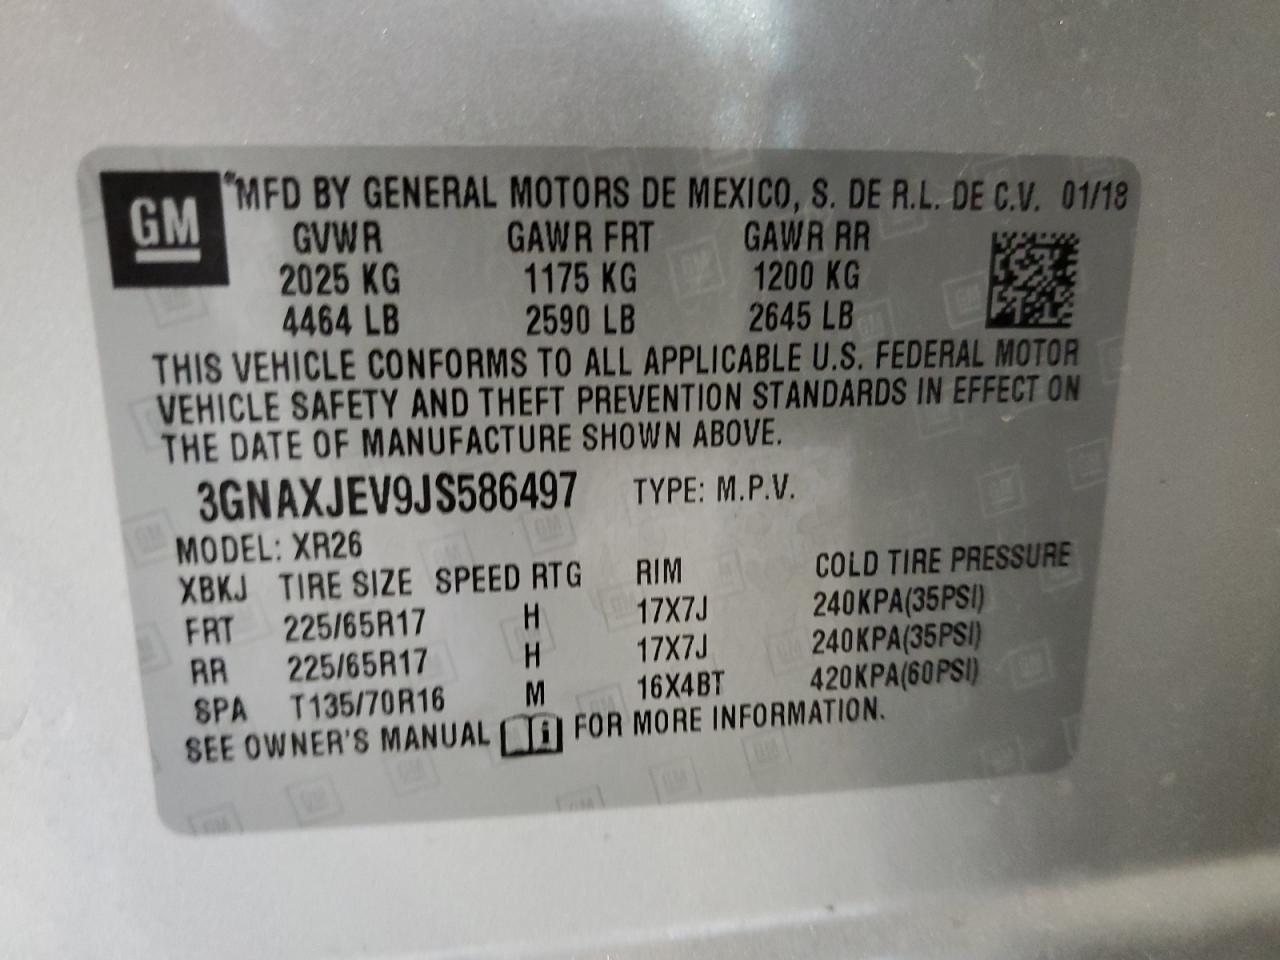 GM
*MFD BY GENERAL MOTORS DE MEXICO, S. DE R.L. DE C.V. 01/18
GVWR GAWR FRT GAWR RR
2025 KG 1175 KG 1200 KG
4464 LB 2590 LB 2645 LB
THIS VEHICLE CONFORMS TO ALL APPLICABLE U.S. FEDERAL MOTOR
VEHICLE SAFETY AND THEFT PREVENTION STANDARDS IN EFFECT ON
THE DATE OF MANUFACTURE SHOWN ABOVE.
3GNAXJEV9JS586497 TYPE: M.P.V.
MODEL: XR26
XBKJ TIRE SIZE SPEED RTG RIM COLD TIRE PRESSURE
FRT 225/65R17 H 17X7J 240KPA(35PSI)
RR 225/65R17 H 17X7J 240KPA(35PSI)
SPA T135/70R16 M 16X4BT 420KPA(60PSI)
SEE OWNER'S MANUAL i FOR MORE INFORMATION.